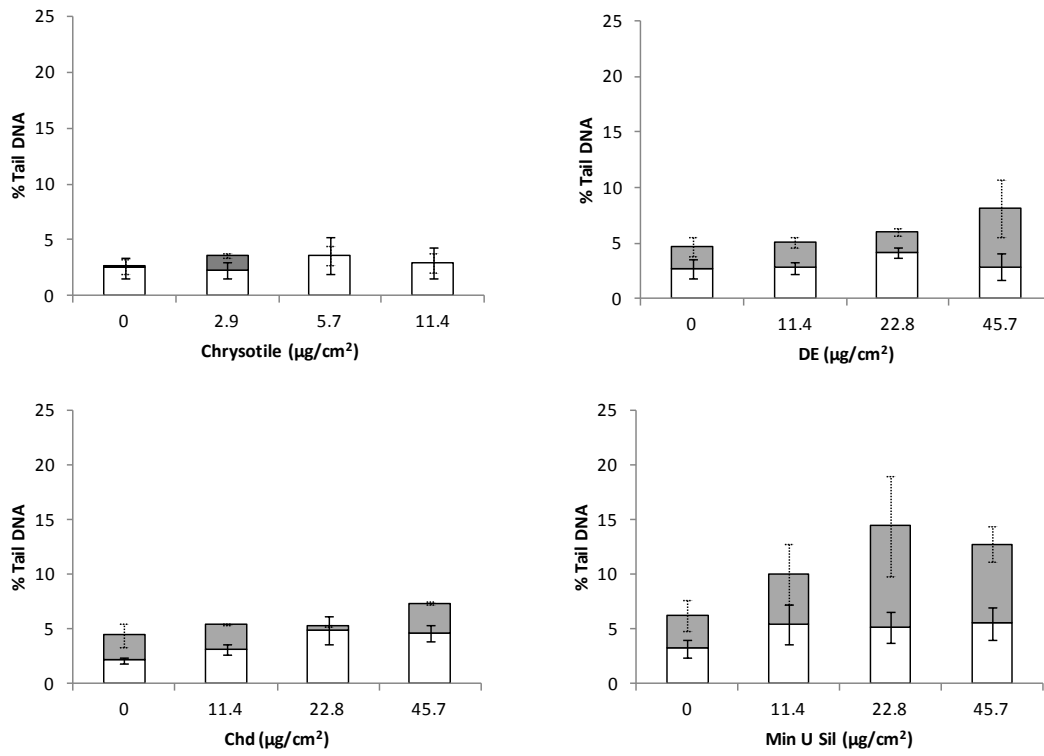 25
20
15
10
5
0
% Tail DNA
0 2.9 5.7 11.4
Chrysotile (µg/cm²)
25
20
15
10
5
0
% Tail DNA
0 11.4 22.8 45.7
DE (µg/cm²)
25
20
15
10
5
0
% Tail DNA
0 11.4 22.8 45.7
Chd (µg/cm²)
25
20
15
10
5
0
% Tail DNA
0 11.4 22.8 45.7
Min U Sil (µg/cm²)